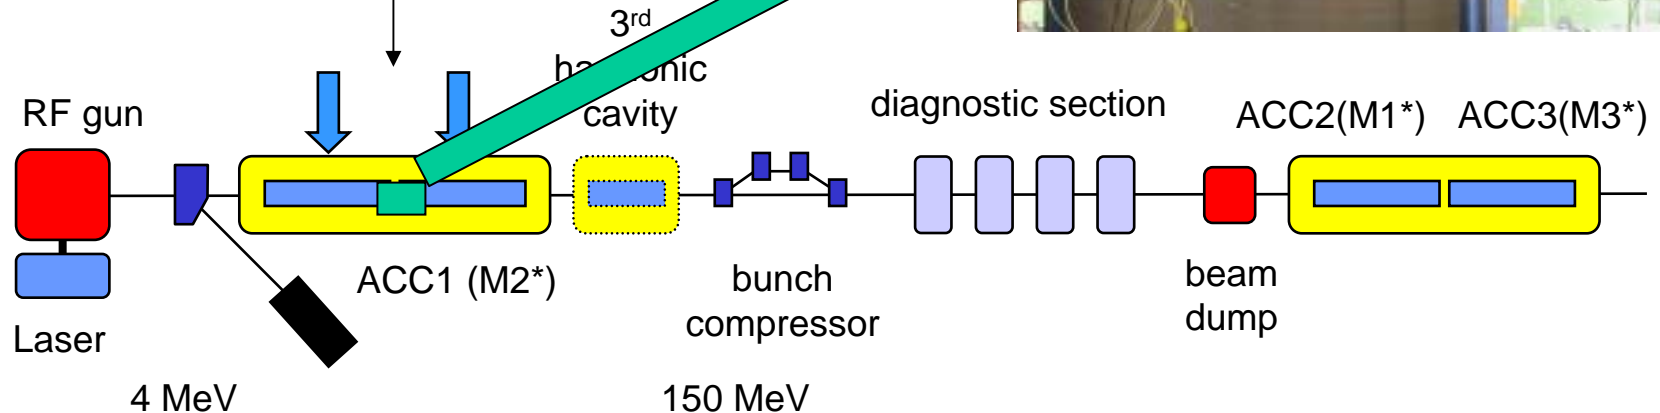 3rd
harmonic
cavity
RF gun
diagnostic section
ACC2(M1*)
ACC3(M3*)
ACC1 (M2*)
bunch
compressor
beam
dump
Laser
4 MeV
150 MeV